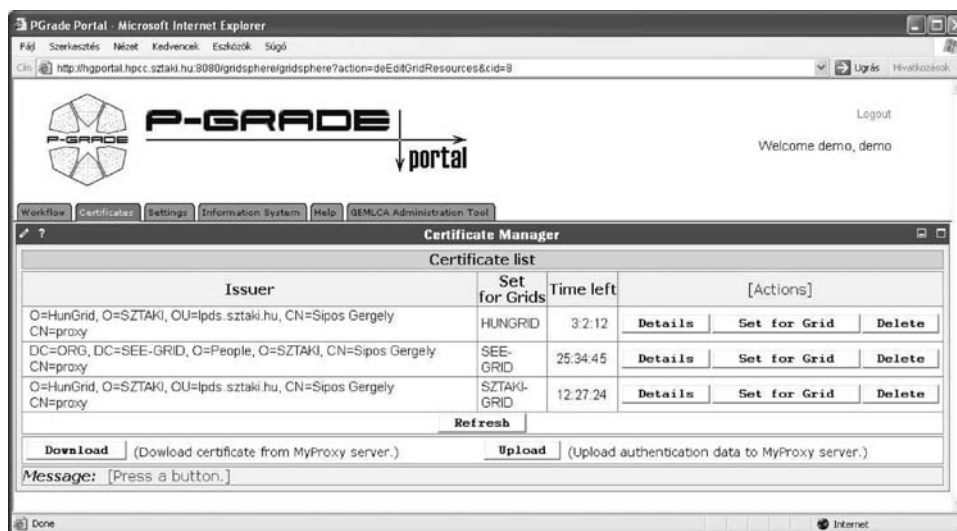 PGrade Portal - Microsoft Internet Explorer
Fájl Szerkesztés Nézet Kedvencek Eszközök Súgó
Cím http://hgportal.hpcc.sztaki.hu:8080/gridsphere/gridsphere?action=deEditGridResources&cid=8 Ugrás Hivatkozások
P-GRADE
P-GRADE
portal
Logout
Welcome demo, demo
Workflow Certificates Settings Information System Help GEMLCA Administration Tool
? Certificate Manager
Certificate list
Issuer Set for Grids Time left [Actions]
O=HunGrid, O=SZTAKI, OU=lpds.sztaki.hu, CN=Sipos Gergely
CN=proxy
HUNGRID 3:2:12 Details Set for Grid Delete
DC=ORG, DC=SEE-GRID, O=People, O=SZTAKI, CN=Sipos Gergely
CN=proxy
SEE-
GRID
25:34:45 Details Set for Grid Delete
O=HunGrid, O=SZTAKI, OU=lpds.sztaki.hu, CN=Sipos Gergely
CN=proxy
SZTAKI-
GRID
12:27:24 Details Set for Grid Delete
Refresh
Download (Dowload certificate from MyProxy server.) Upload (Upload authentication data to MyProxy server.)
Message: [Press a button.]
Done Internet